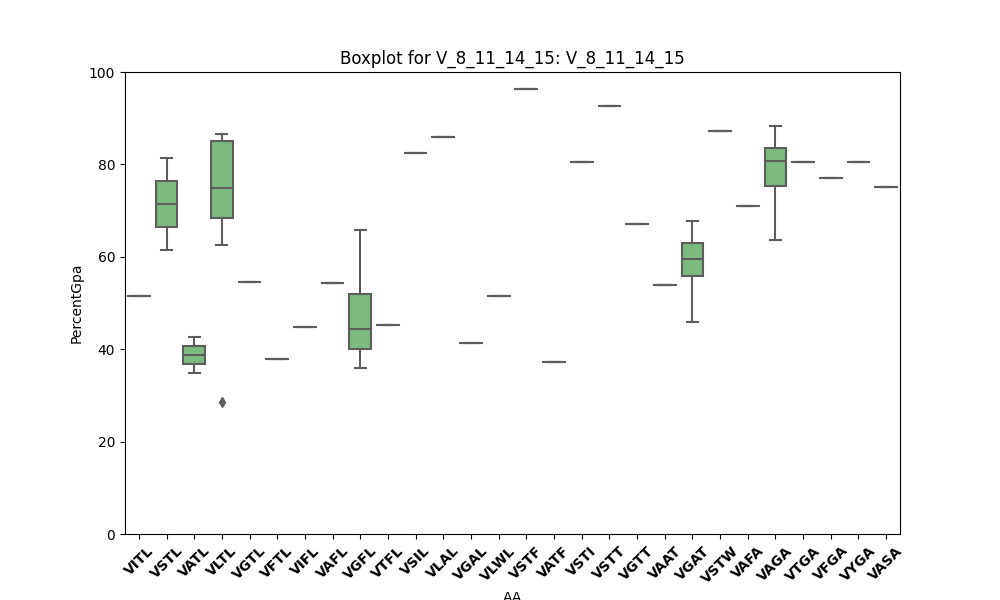 Boxplot for V_8_11_14_15: V_8_11_14_15
100
80
60
40
20
0
PercentGpa
VITL VSTL VATL VLTL VGTL VFTL VIFL VAFL VGFL VTFL VSIL VLAL VGAL VLWL VSTF VATF VSTI VSTT VGTT VAAT VGAT VSTW VAFA VAGA VTGA VFGA VYGA VASA
AA